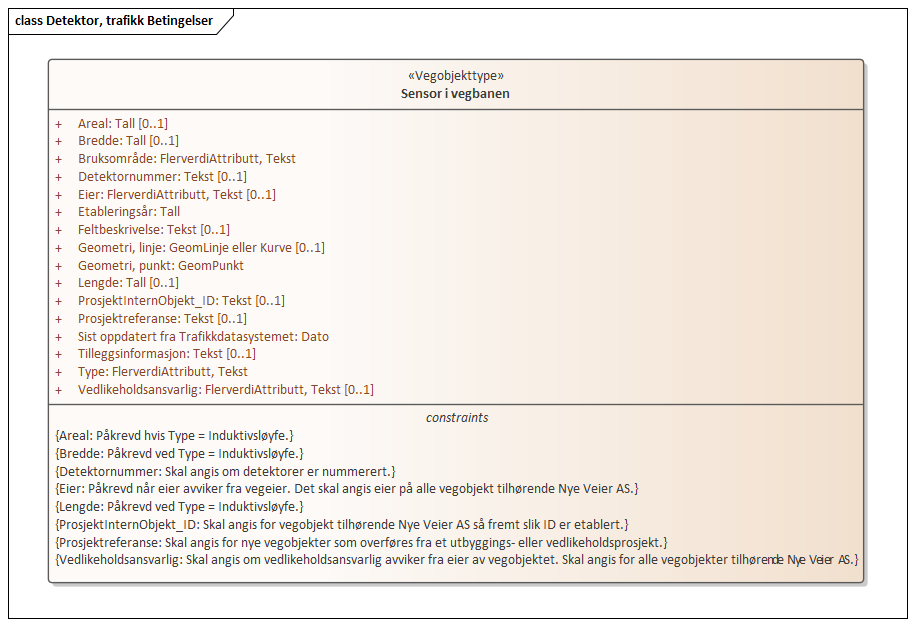 class Detektor, trafikk Betingelser
«Vegobjekttype»
Sensor i vegbanen
+ Areal: Tall [0..1]
+ Bredde: Tall [0..1]
+ Bruksområde: FlerverdiAttributt, Tekst
+ Detektornummer: Tekst [0..1]
+ Eier: FlerverdiAttributt, Tekst [0..1]
+ Etableringsår: Tall
+ Feltbeskrivelse: Tekst [0..1]
+ Geometri, linje: GeomLinje eller Kurve [0..1]
+ Geometri, punkt: GeomPunkt
+ Lengde: Tall [0..1]
+ ProsjektInternObjekt_ID: Tekst [0..1]
+ Prosjektreferanse: Tekst [0..1]
+ Sist oppdatert fra Trafikkdatasystemet: Dato
+ Tilleggsinformasjon: Tekst [0..1]
+ Type: FlerverdiAttributt, Tekst
+ Vedlikeholdsansvarlig: FlerverdiAttributt, Tekst [0..1]
constraints
{Areal: Påkrevd hvis Type = Induktivsløyfe.}
{Bredde: Påkrevd ved Type = Induktivsløyfe.}
{Detektornummer: Skal angis om detektorer er nummerert.}
{Eier: Påkrevd når eier avviker fra vegeier. Det skal angis eier på alle vegobjekt tilhørende Nye Veier AS.}
{Lengde: Påkrevd ved Type = Induktivsløyfe.}
{ProsjektInternObjekt_ID: Skal angis for vegobjekt tilhørende Nye Veier AS så fremt slik ID er etablert.}
{Prosjektreferanse: Skal angis for nye vegobjekter som overføres fra et utbyggings- eller vedlikeholdsprosjekt.}
{Vedlikeholdsansvarlig: Skal angis om vedlikeholdsansvarlig avviker fra eier av vegobjektet. Skal angis for alle vegobjekter tilhørende Nye Veier AS.}